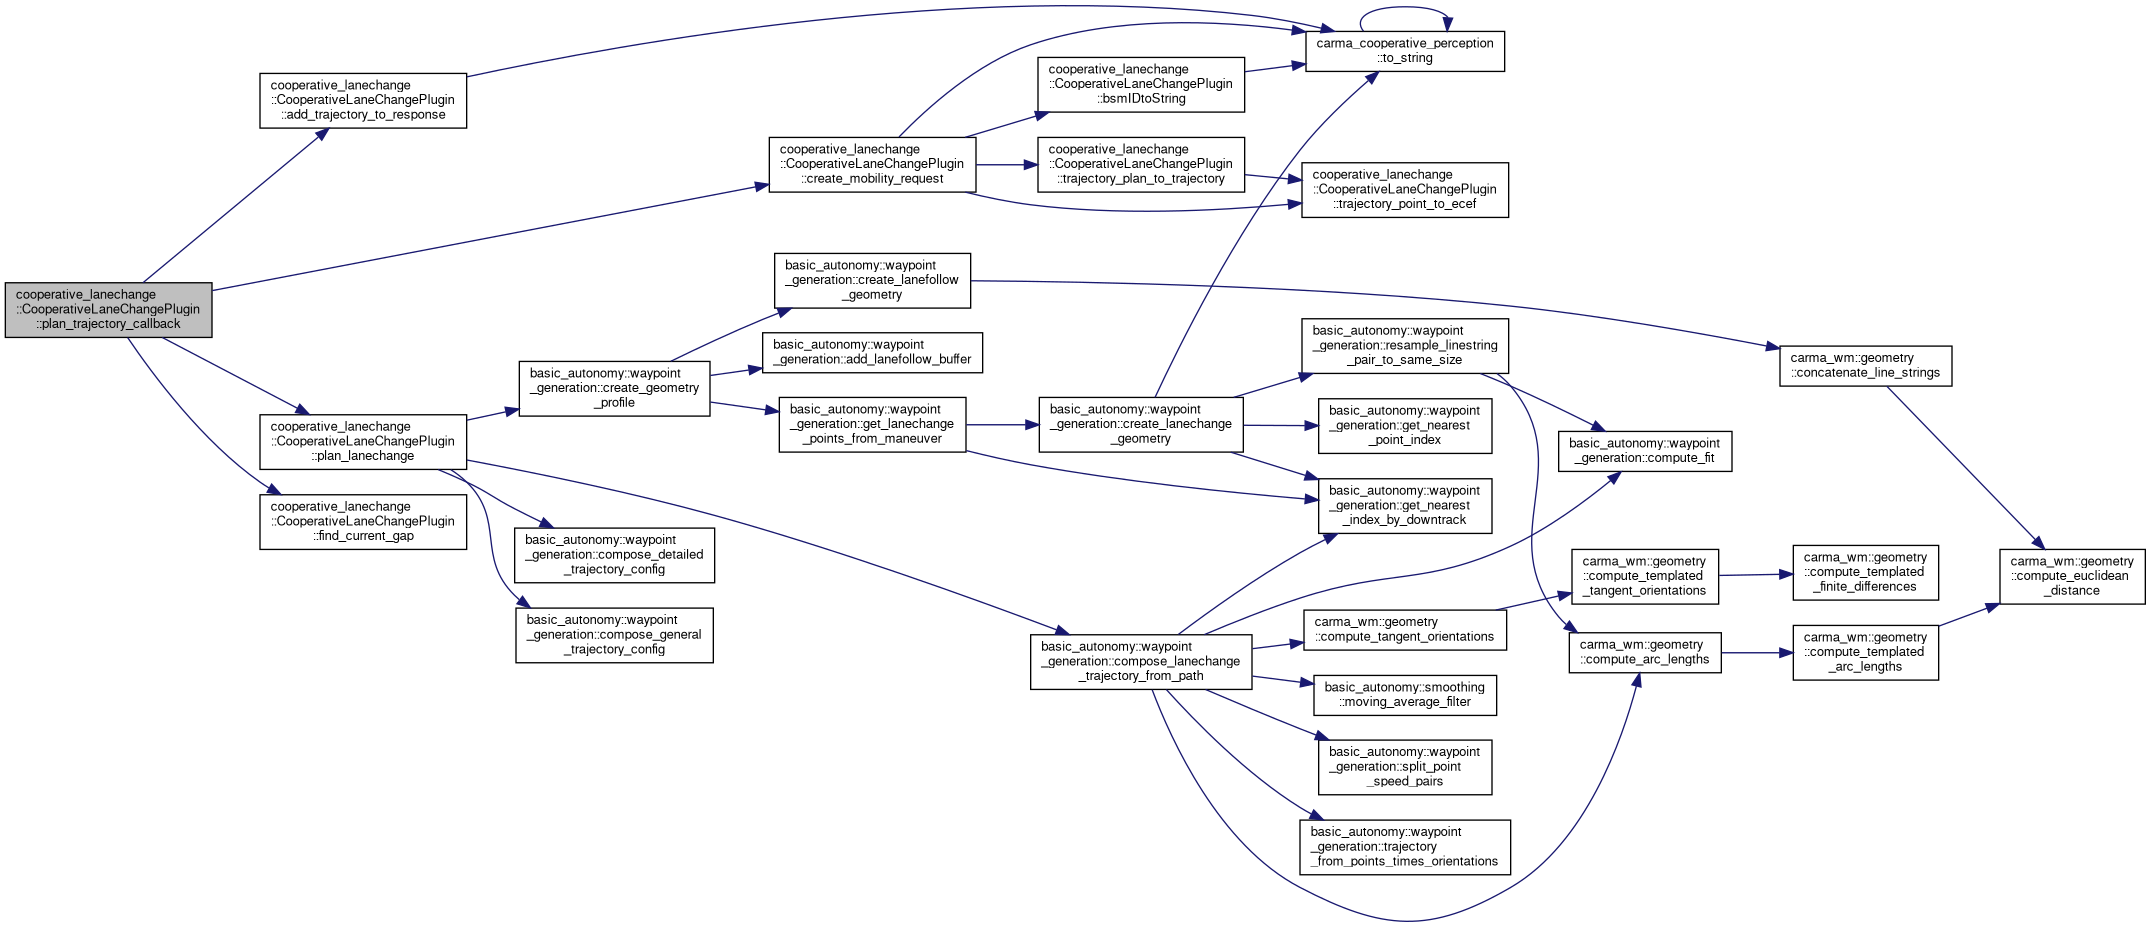 cooperative_lanechange
::CooperativeLaneChangePlugin
::plan_trajectory_callback
cooperative_lanechange
::CooperativeLaneChangePlugin
::add_trajectory_to_response
cooperative_lanechange
::CooperativeLaneChangePlugin
::plan_lanechange
cooperative_lanechange
::CooperativeLaneChangePlugin
::find_current_gap
basic_autonomy::waypoint
_generation::create_geometry
_profile
basic_autonomy::waypoint
_generation::compose_detailed
_trajectory_config
basic_autonomy::waypoint
_generation::compose_general
_trajectory_config
cooperative_lanechange
::CooperativeLaneChangePlugin
::create_mobility_request
basic_autonomy::waypoint
_generation::create_lanefollow
_geometry
basic_autonomy::waypoint
_generation::add_lanefollow_buffer
basic_autonomy::waypoint
_generation::get_lanechange
_points_from_maneuver
cooperative_lanechange
::CooperativeLaneChangePlugin
::bsmIDtoString
cooperative_lanechange
::CooperativeLaneChangePlugin
::trajectory_plan_to_trajectory
basic_autonomy::waypoint
_generation::create_lanechange
_geometry
basic_autonomy::waypoint
_generation::compose_lanechange
_trajectory_from_path
carma_cooperative_perception
::to_string
cooperative_lanechange
::CooperativeLaneChangePlugin
::trajectory_point_to_ecef
basic_autonomy::waypoint
_generation::resample_linestring
_pair_to_same_size
basic_autonomy::waypoint
_generation::get_nearest
_point_index
basic_autonomy::waypoint
_generation::get_nearest
_index_by_downtrack
carma_wm::geometry
::compute_tangent_orientations
basic_autonomy::smoothing
::moving_average_filter
basic_autonomy::waypoint
_generation::split_point
_speed_pairs
basic_autonomy::waypoint
_generation::trajectory
_from_points_times_orientations
basic_autonomy::waypoint
_generation::compute_fit
carma_wm::geometry
::compute_templated
_tangent_orientations
carma_wm::geometry
::compute_arc_lengths
carma_wm::geometry
::concatenate_line_strings
carma_wm::geometry
::compute_templated
_finite_differences
carma_wm::geometry
::compute_templated
_arc_lengths
carma_wm::geometry
::compute_euclidean
_distance